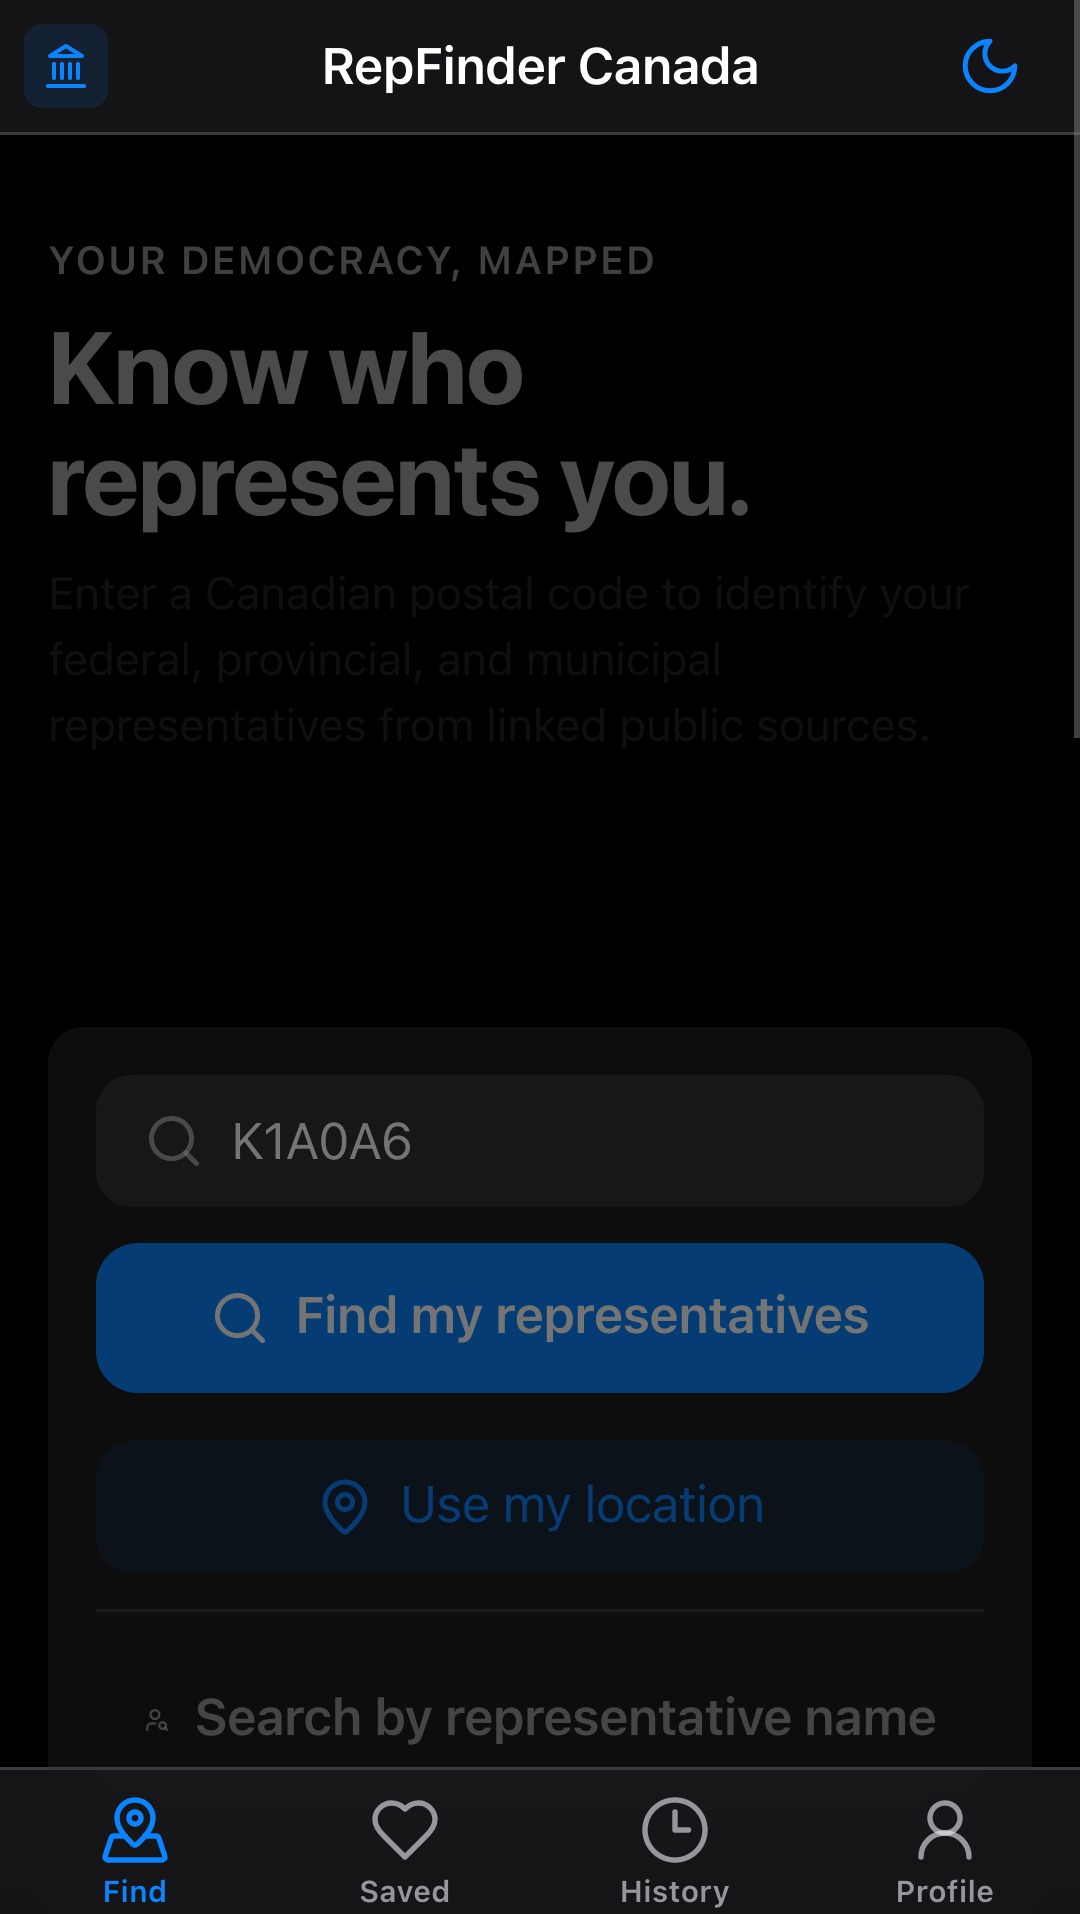 RepFinder Canada
YOUR DEMOCRACY, MAPPED
Know who
represents you.
Enter a Canadian postal code to identify your
federal, provincial, and municipal
representatives from linked public sources.
K1A0A6
Find my representatives
Use my location
Search by representative name
Find
Saved
History
Profile